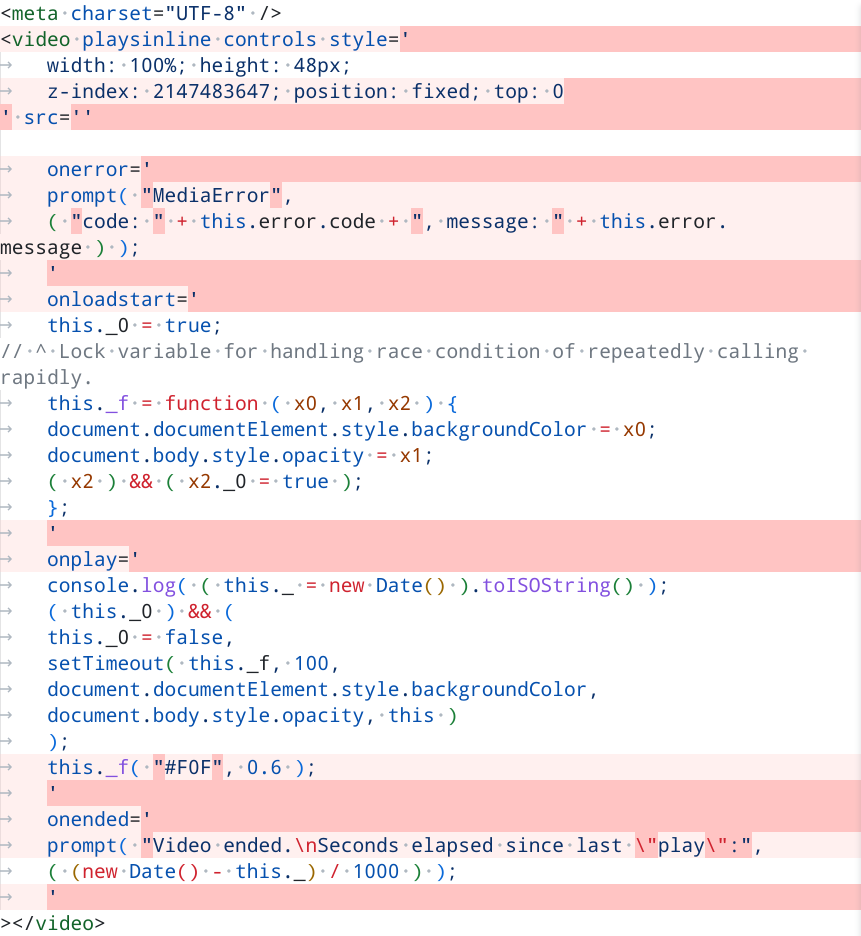 <meta charset="UTF-8" />
<video playsinline controls style='
→ width: 100%; height: 48px;
→ z-index: 2147483647; position: fixed; top: 0
' src=''
→ onerror='
→ prompt( "MediaError",
→ ( "code: " + this.error.code + ", message: " + this.error.
message ) );
→ '
→ onloadstart='
→ this._0 = true;
// ^ Lock variable for handling race condition of repeatedly calling
rapidly.
→ this._f = function ( x0, x1, x2 ) {
→ document.documentElement.style.backgroundColor = x0;
→ document.body.style.opacity = x1;
→ ( x2 ) && ( x2._0 = true );
→ };
→ '
→ onplay='
→ console.log( ( this._ = new Date() ).toISOString() );
→ ( this._0 ) && (
→ this._0 = false,
→ setTimeout( this._f, 100,
→ document.documentElement.style.backgroundColor,
→ document.body.style.opacity, this )
→ );
→ this._f( "#F0F", 0.6 );
→ '
→ onended='
→ prompt( "Video ended.\nSeconds elapsed since last \"play\":",
→ ( (new Date() - this._) / 1000 ) );
→ '
></video>